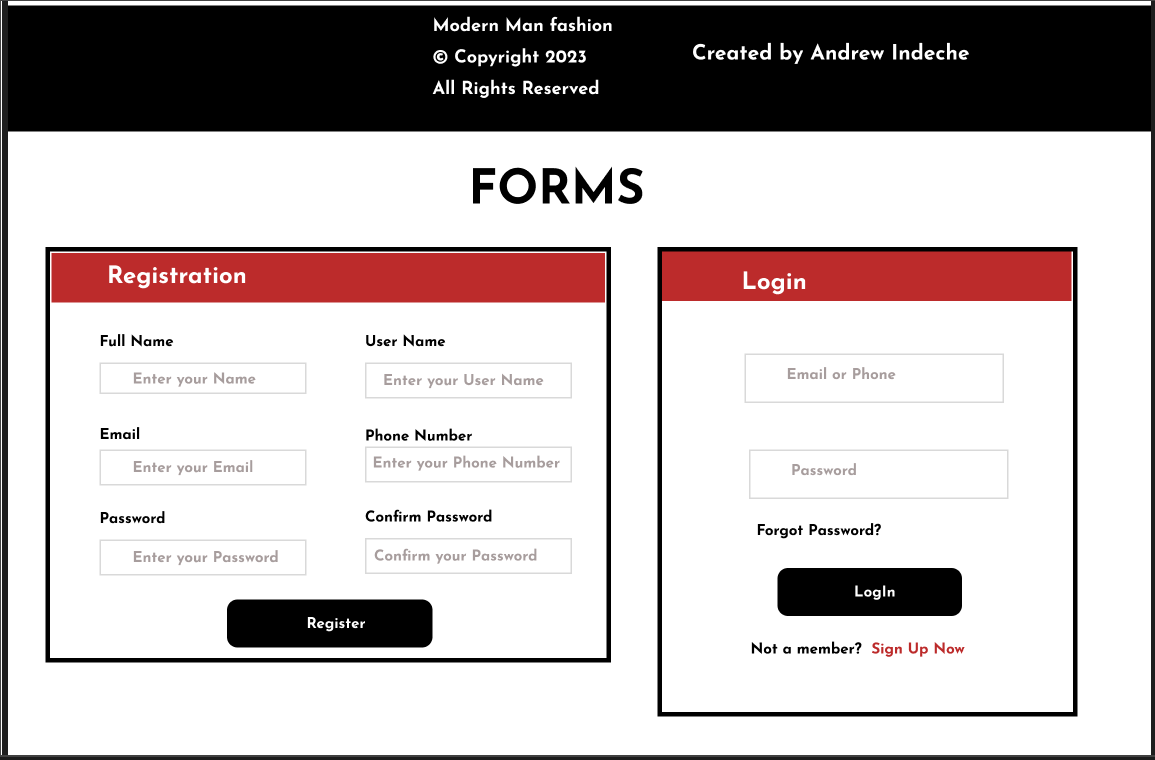 Modern Man fashion
© Copyright 2023
All Rights Reserved
Created by Andrew Indeche
FORMS
Registration
Full Name
User Name
Enter your Name
Enter your User Name
Email
Phone Number
Enter your Email
Enter your Phone Number
Password
Confirm Password
Enter your Password
Confirm your Password
Register
Login
Email or Phone
Password
Forgot Password?
LogIn
Not a member? Sign Up Now